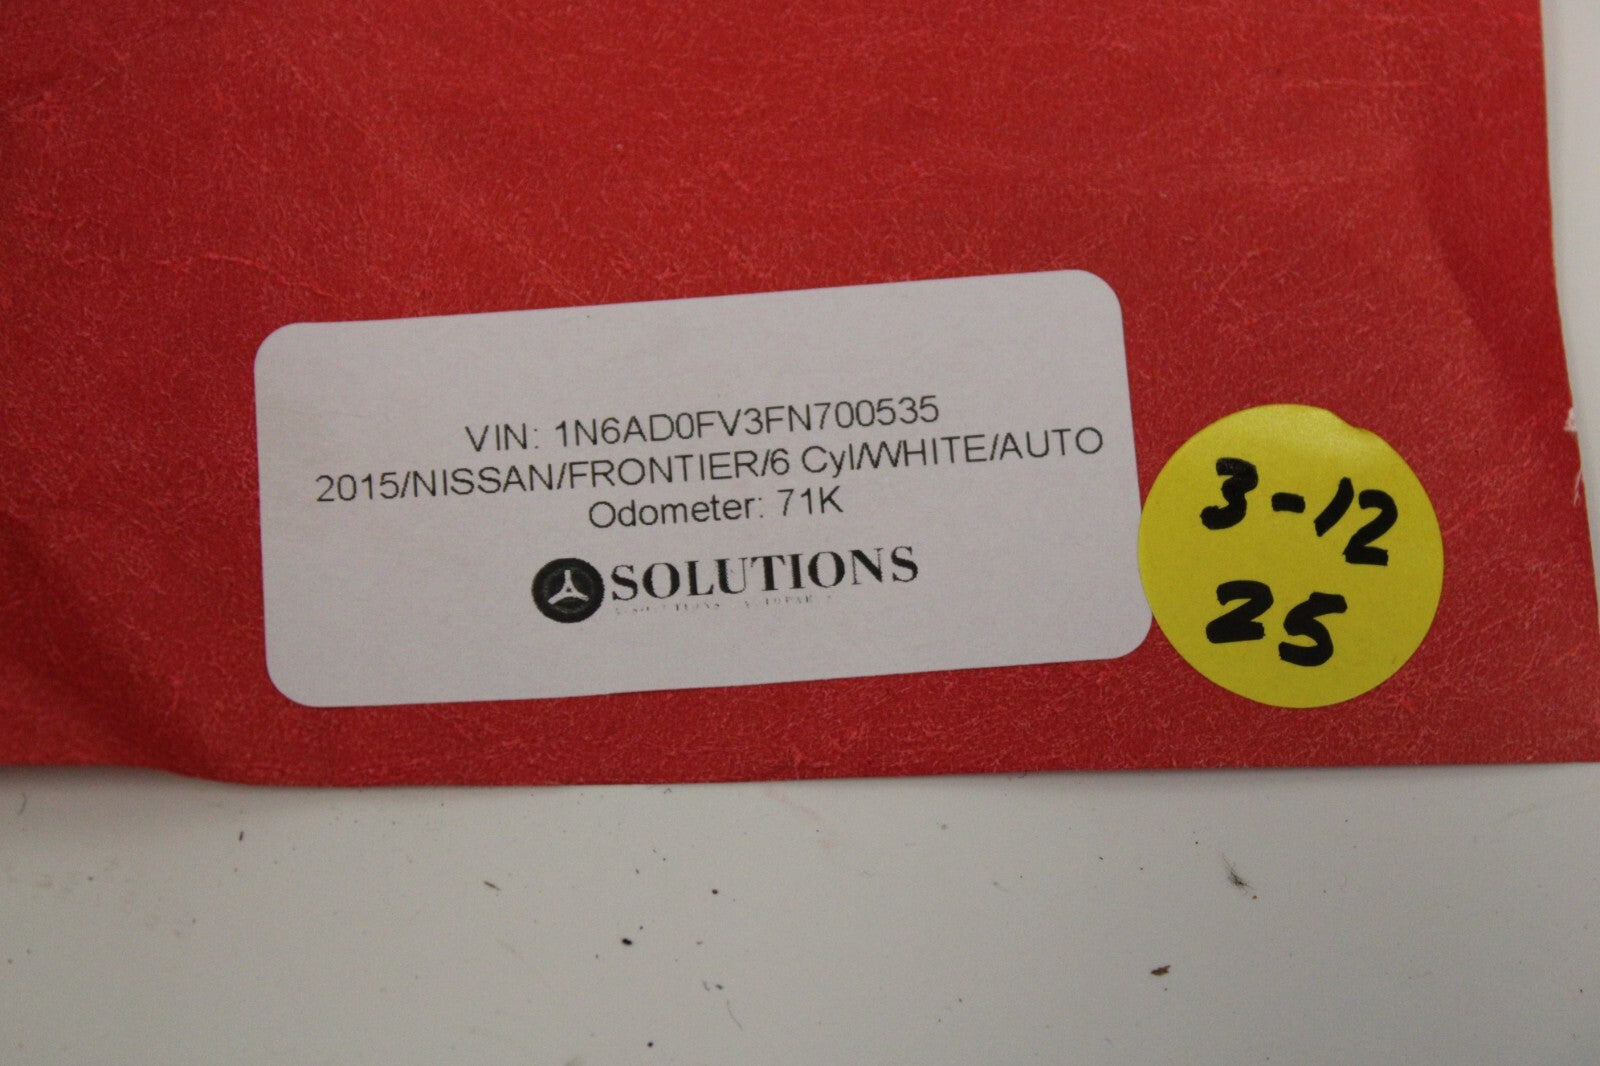 VIN: 1N6AD0FV3FN700535
2015/NISSAN/FRONTIER/6 Cyl/WHITE/AUTO
Odometer: 71K
SOLUTIONS
3-12
25